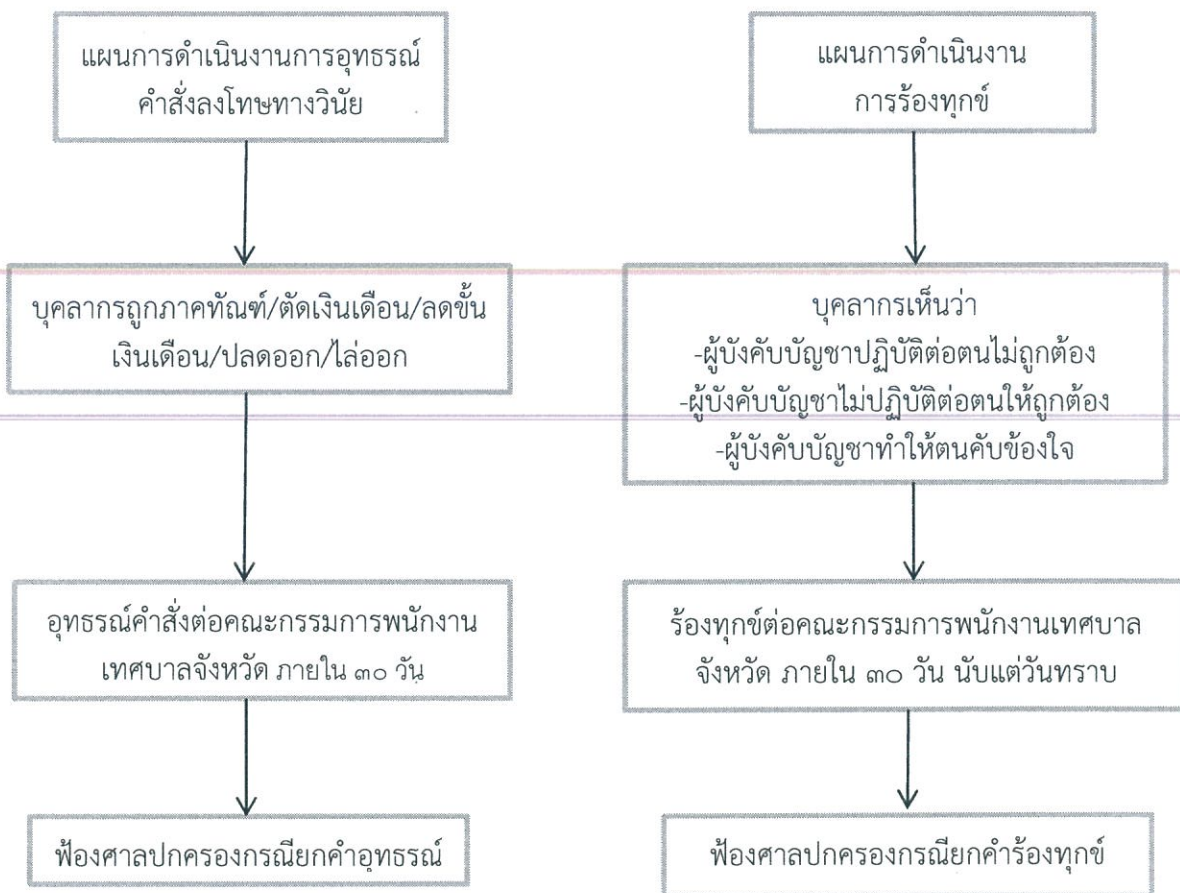 แผนการดำเนินงานการอุทธรณ์
คำสั่งลงโทษทางวินัย
บุคลากรถูกภาคทัณฑ์/ตัดเงินเดือน/ลดขั้น
เงินเดือน/ปลดออก/ไล่ออก
อุทธรณ์คำสั่งต่อคณะกรรมการพนักงาน
เทศบาลจังหวัด ภายใน ๓๐ วัน
ฟ้องศาลปกครองกรณียกคำอุทธรณ์
แผนการดำเนินงาน
การร้องทุกข์
บุคลากรเห็นว่า
-ผู้บังคับบัญชาปฏิบัติต่อตนไม่ถูกต้อง
-ผู้บังคับบัญชาไม่ปฏิบัติต่อตนให้ถูกต้อง
-ผู้บังคับบัญชาทำให้ตนคับข้องใจ
ร้องทุกข์ต่อคณะกรรมการพนักงานเทศบาล
จังหวัด ภายใน ๓๐ วัน นับแต่วันทราบ
ฟ้องศาลปกครองกรณียกคำร้องทุกข์